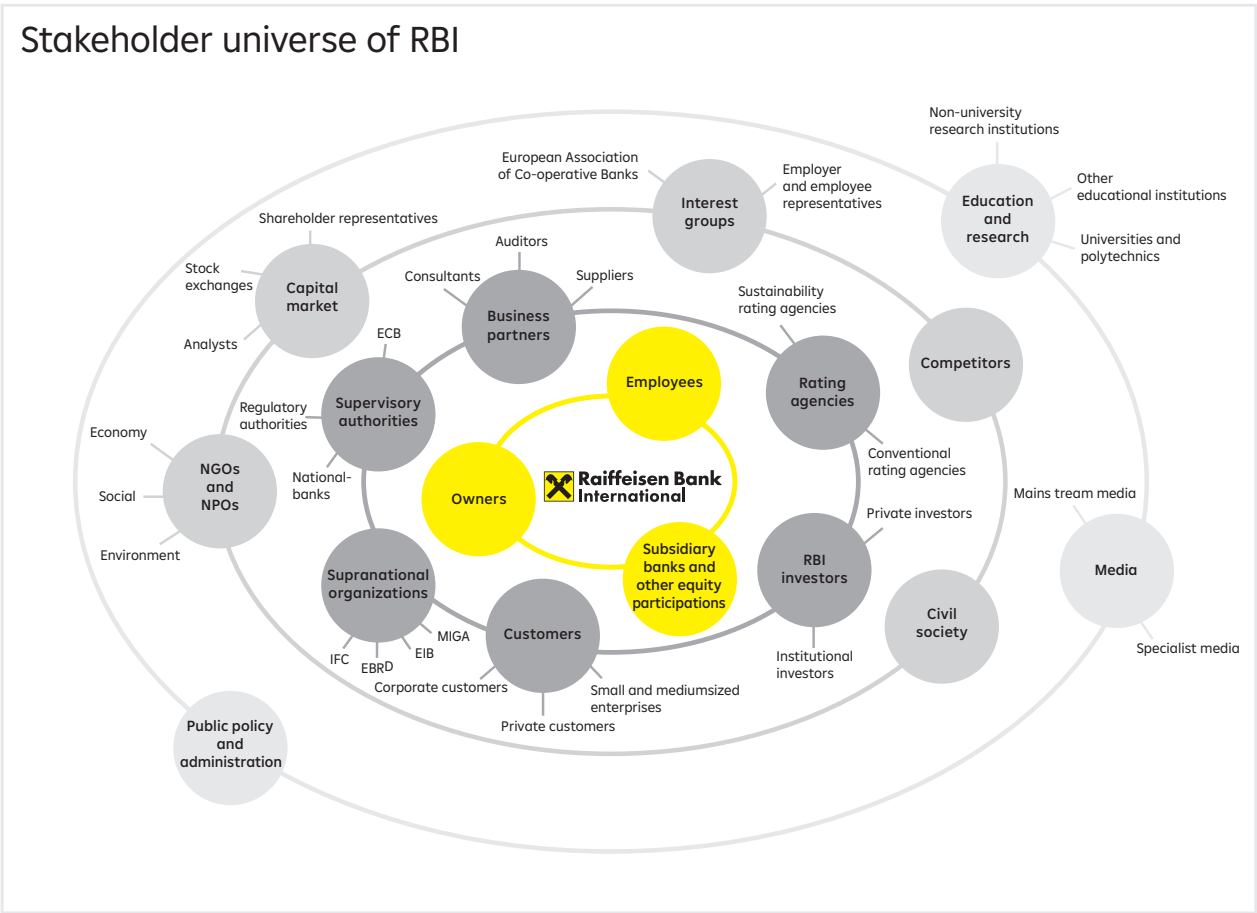 Stakeholder universe of RBI
Non-university
research institutions
European Association
of Co-operative Banks
Employer
and employee
representatives
Other
educational institutions
Interest
groups
Education
and
research
Universities and
polytechnics
Shareholder representatives
Stock
exchanges
Capital
market
Analysts
Auditors
Consultants
Suppliers
Business
partners
Sustainability
rating agencies
ECB
Employees
Competitors
Rating
agencies
Regulatory
authorities
Supervisory
authorities
National-
banks
Conventional
rating agencies
Economy
Social
Environment
NGOs
and
NPOs
Owners
Raiffeisen Bank
International
Mains tream media
Private investors
Subsidiary
banks and
other equity
participations
RBI
investors
Media
Supranational
organizations
Customers
Civil
society
MIGA
EIB
EBRD
IFC
Specialist media
Institutional
investors
Corporate customers
Small and mediumsized
enterprises
Private customers
Public policy
and
administration